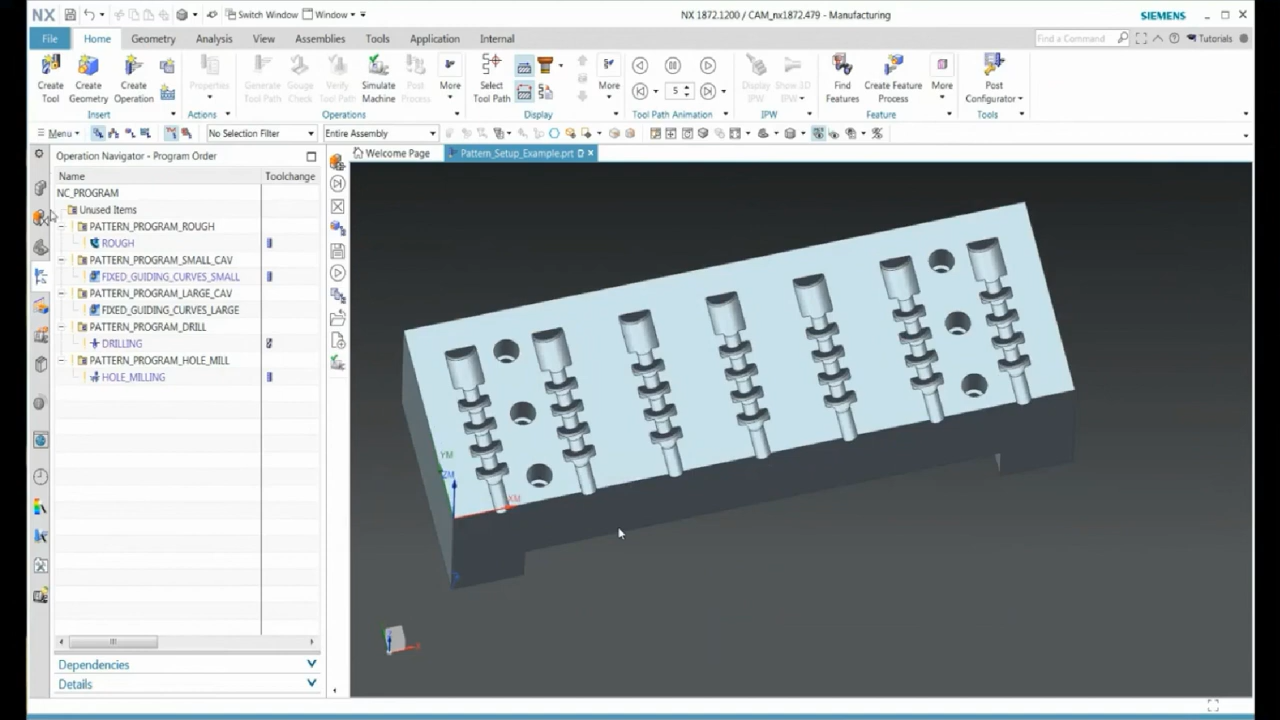 NX
Switch Window
Window
NX 1872.1200 / CAM_nx1872.479 - Manufacturing
SIEMENS
File
Home
Geometry
Analysis
View
Assemblies
Tools
Application
Internal
Find a Command
Tutorials
Create Tool
Create Geometry
Create Operation
Properties
Generate Tool Path
Gouge Check
Verify Tool Path
Simulate Machine
Post Process
More
Select Tool Path
More
5
Display IPW
Show 3D IPW
Find Features
Create Feature Process
More
Post Configurator
Insert
Actions
Operations
Display
Tool Path Animation
IPW
Feature
Tools
Menu
No Selection Filter
Entire Assembly
Operation Navigator - Program Order
Welcome Page
Pattern_Setup_Example.prt
Name
Toolchange
NC_PROGRAM
Unused Items
PATTERN_PROGRAM_ROUGH
ROUGH
PATTERN_PROGRAM_SMALL_CAV
FIXED_GUIDING_CURVES_SMALL
PATTERN_PROGRAM_LARGE_CAV
FIXED_GUIDING_CURVES_LARGE
PATTERN_PROGRAM_DRILL
DRILLING
PATTERN_PROGRAM_HOLE_MILL
HOLE_MILLING
YM
ZM
XM
Dependencies
Details